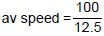 av speed = 100/12.5